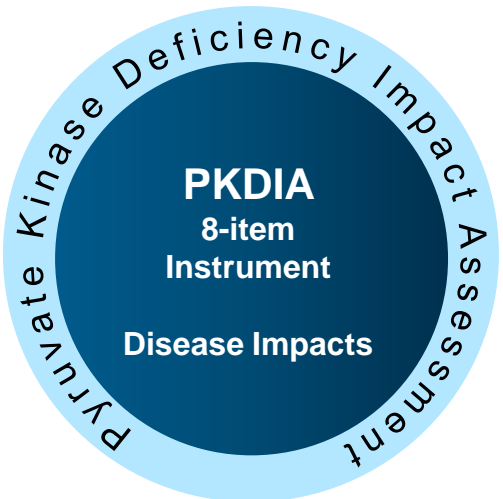 Pyruvate Kinase Deficiency Impact Assessment
PKDIA
8-item
Instrument
Disease Impacts